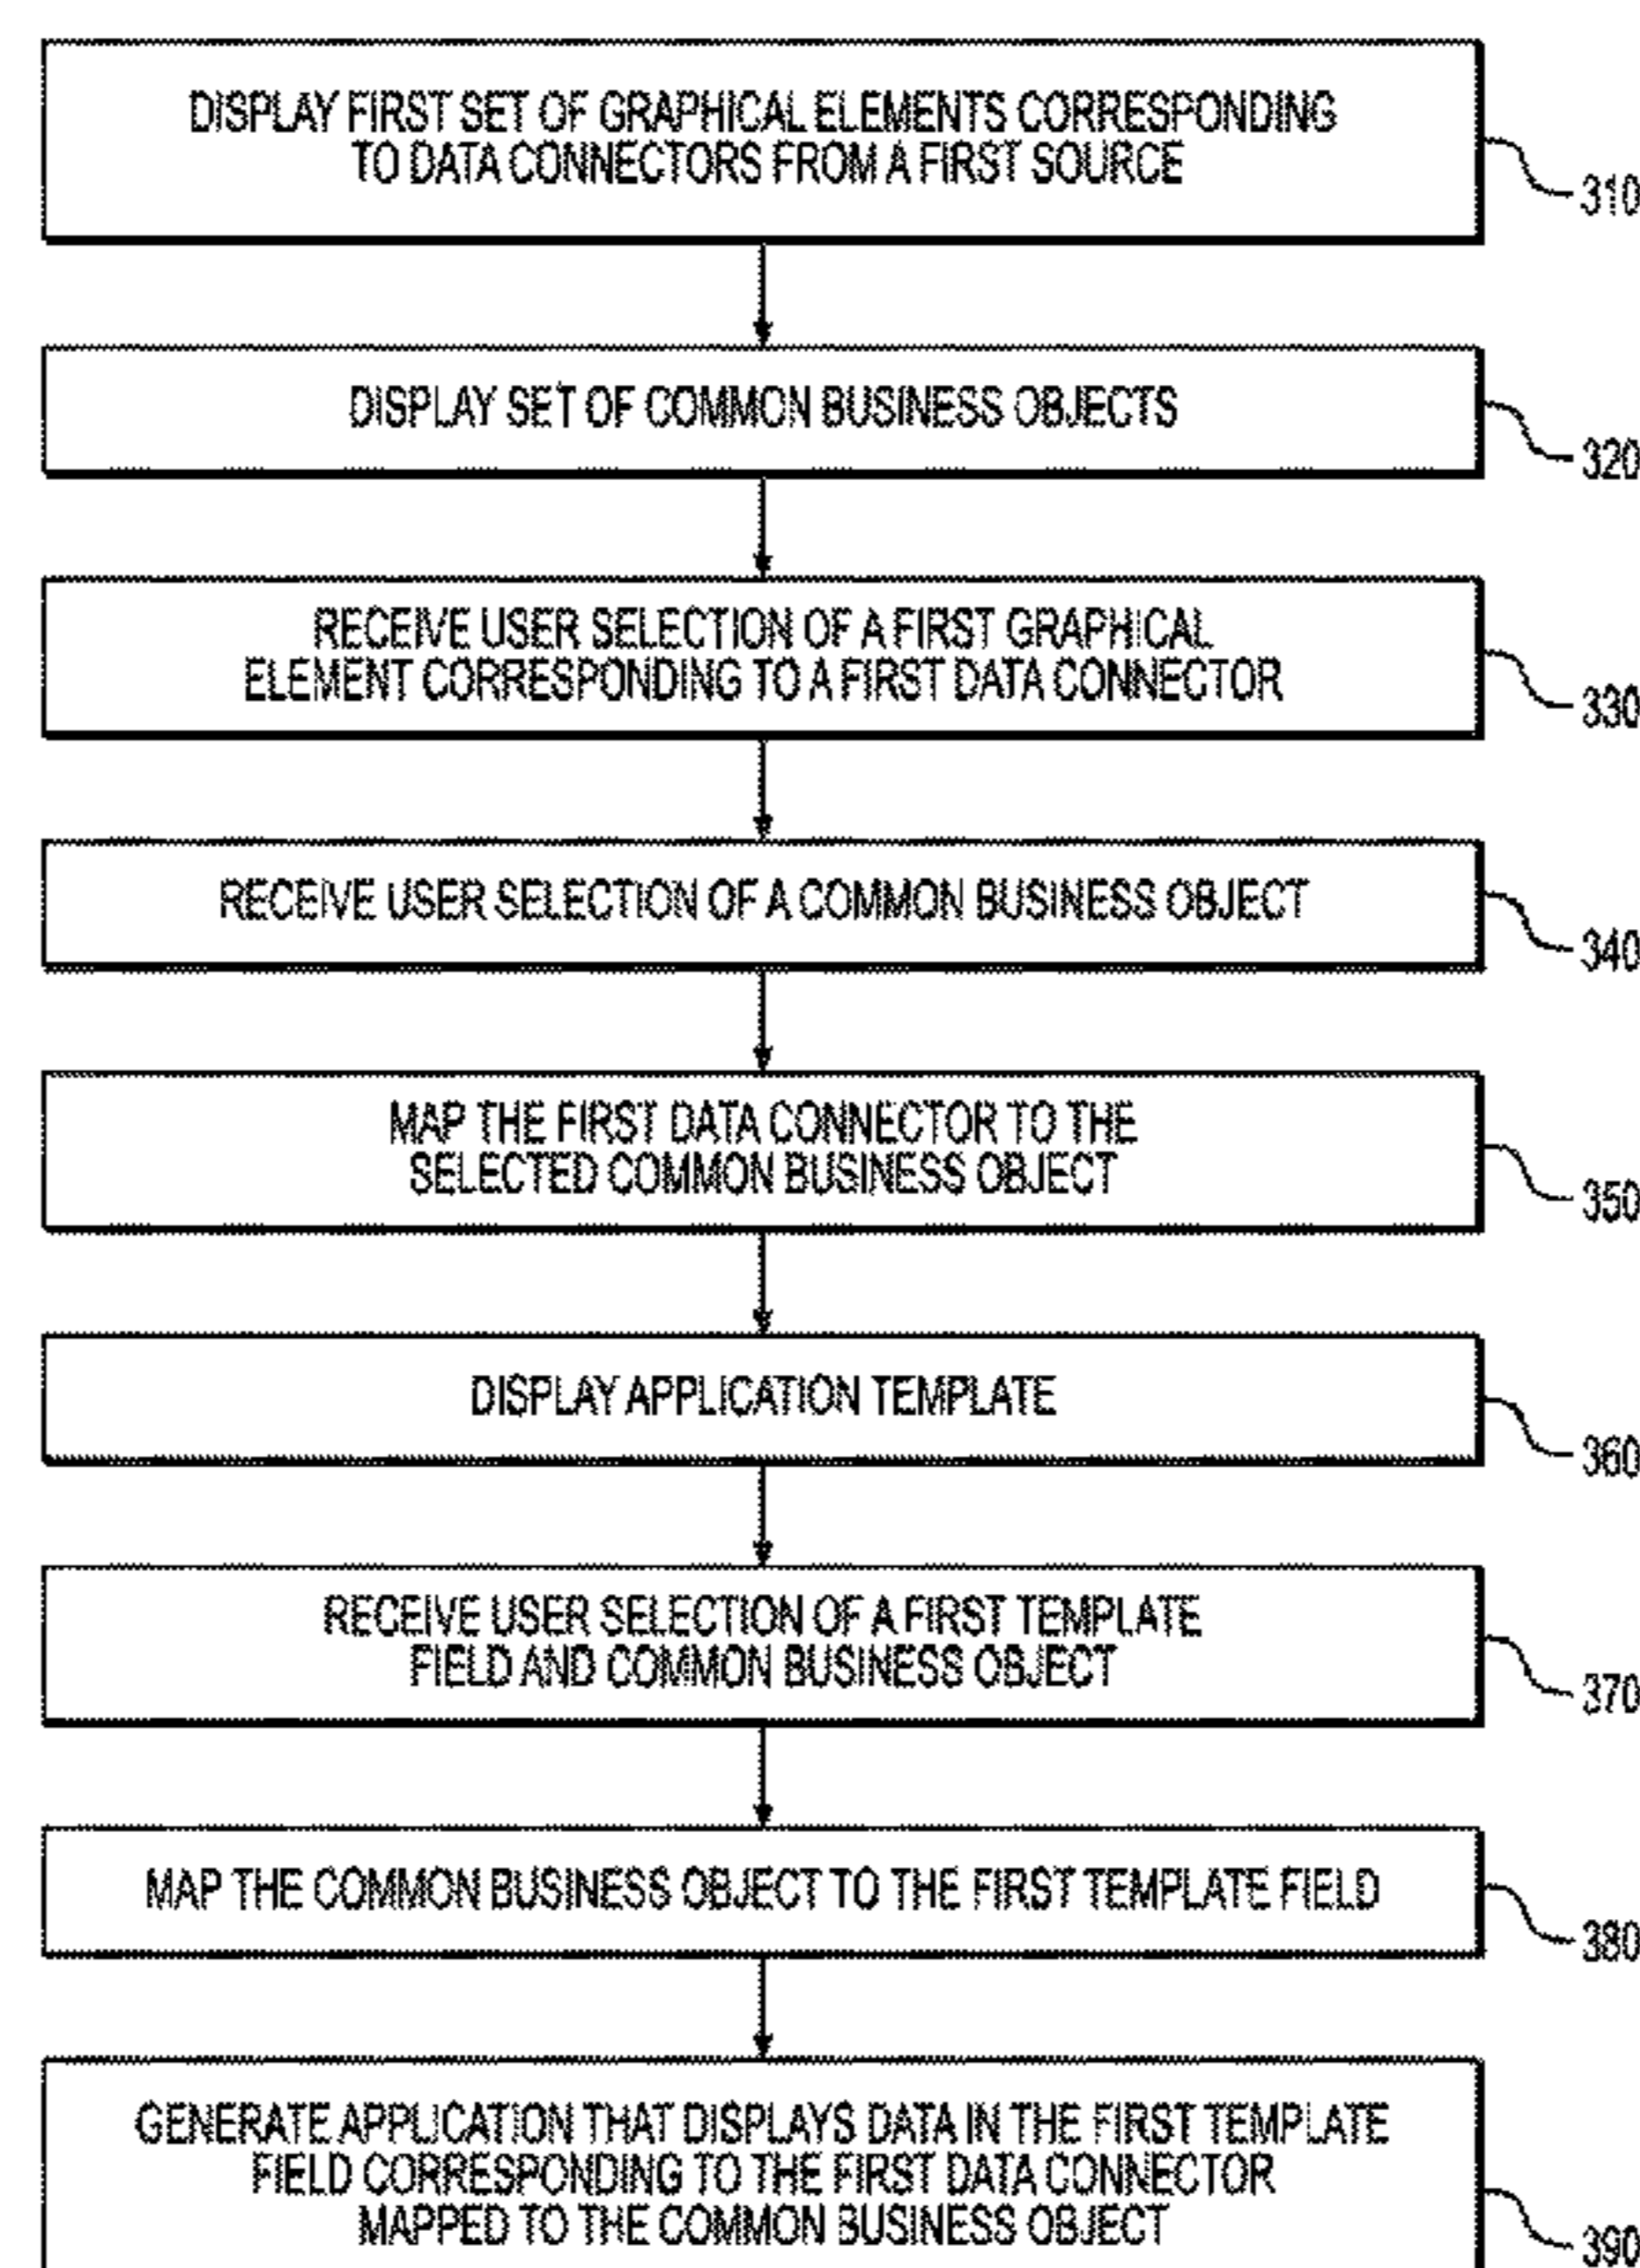 DISPLAY FIRST SET OF GRAPHICAL ELEMENTS CORRESPONDING
TO DATA CONNECTORS FROM A FIRST SOURCE
310
DISPLAY SET OF COMMON BUSINESS OBJECTS
320
RECEIVE USER SELECTION OF A FIRST GRAPHICAL
ELEMENT CORRESPONDING TO A FIRST DATA CONNECTOR
330
RECEIVE USER SELECTION OF A COMMON BUSINESS OBJECT
340
MAP THE FIRST DATA CONNECTOR TO THE
SELECTED COMMON BUSINESS OBJECT
350
DISPLAY APPLICATION TEMPLATE
360
RECEIVE USER SELECTION OF A FIRST TEMPLATE
FIELD AND COMMON BUSINESS OBJECT
370
MAP THE COMMON BUSINESS OBJECT TO THE FIRST TEMPLATE FIELD
380
GENERATE APPLICATION THAT DISPLAYS DATA IN THE FIRST TEMPLATE
FIELD CORRESPONDING TO THE FIRST DATA CONNECTOR
MAPPED TO THE COMMON BUSINESS OBJECT
390